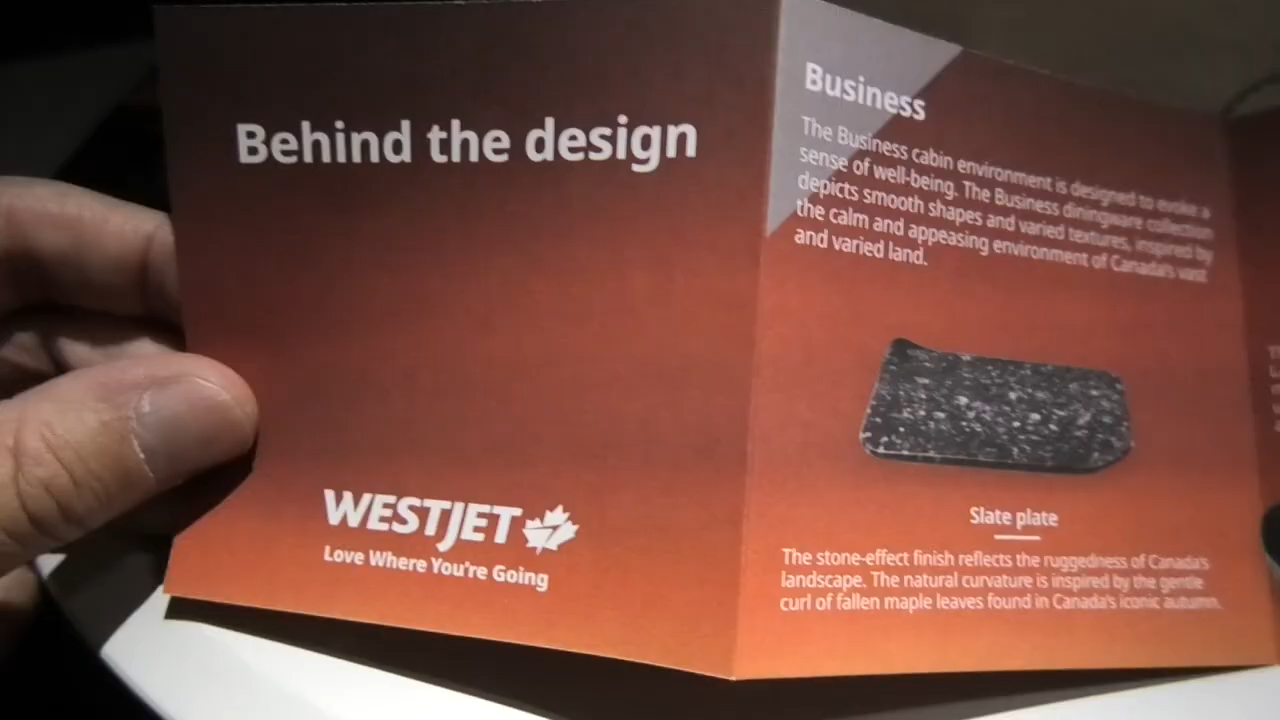 Behind the design
WESTJET
Love Where You're Going
Business
The Business cabin environment is designed to evoke a
sense of well-being. The Business diningware collection
depicts smooth shapes and varied textures, inspired by
the calm and appeasing environment of Canada's vast
and varied land.
Slate plate
The stone-effect finish reflects the ruggedness of Canada's
landscape. The natural curvature is inspired by the gentle
curl of fallen maple leaves found in Canada's iconic autumn.